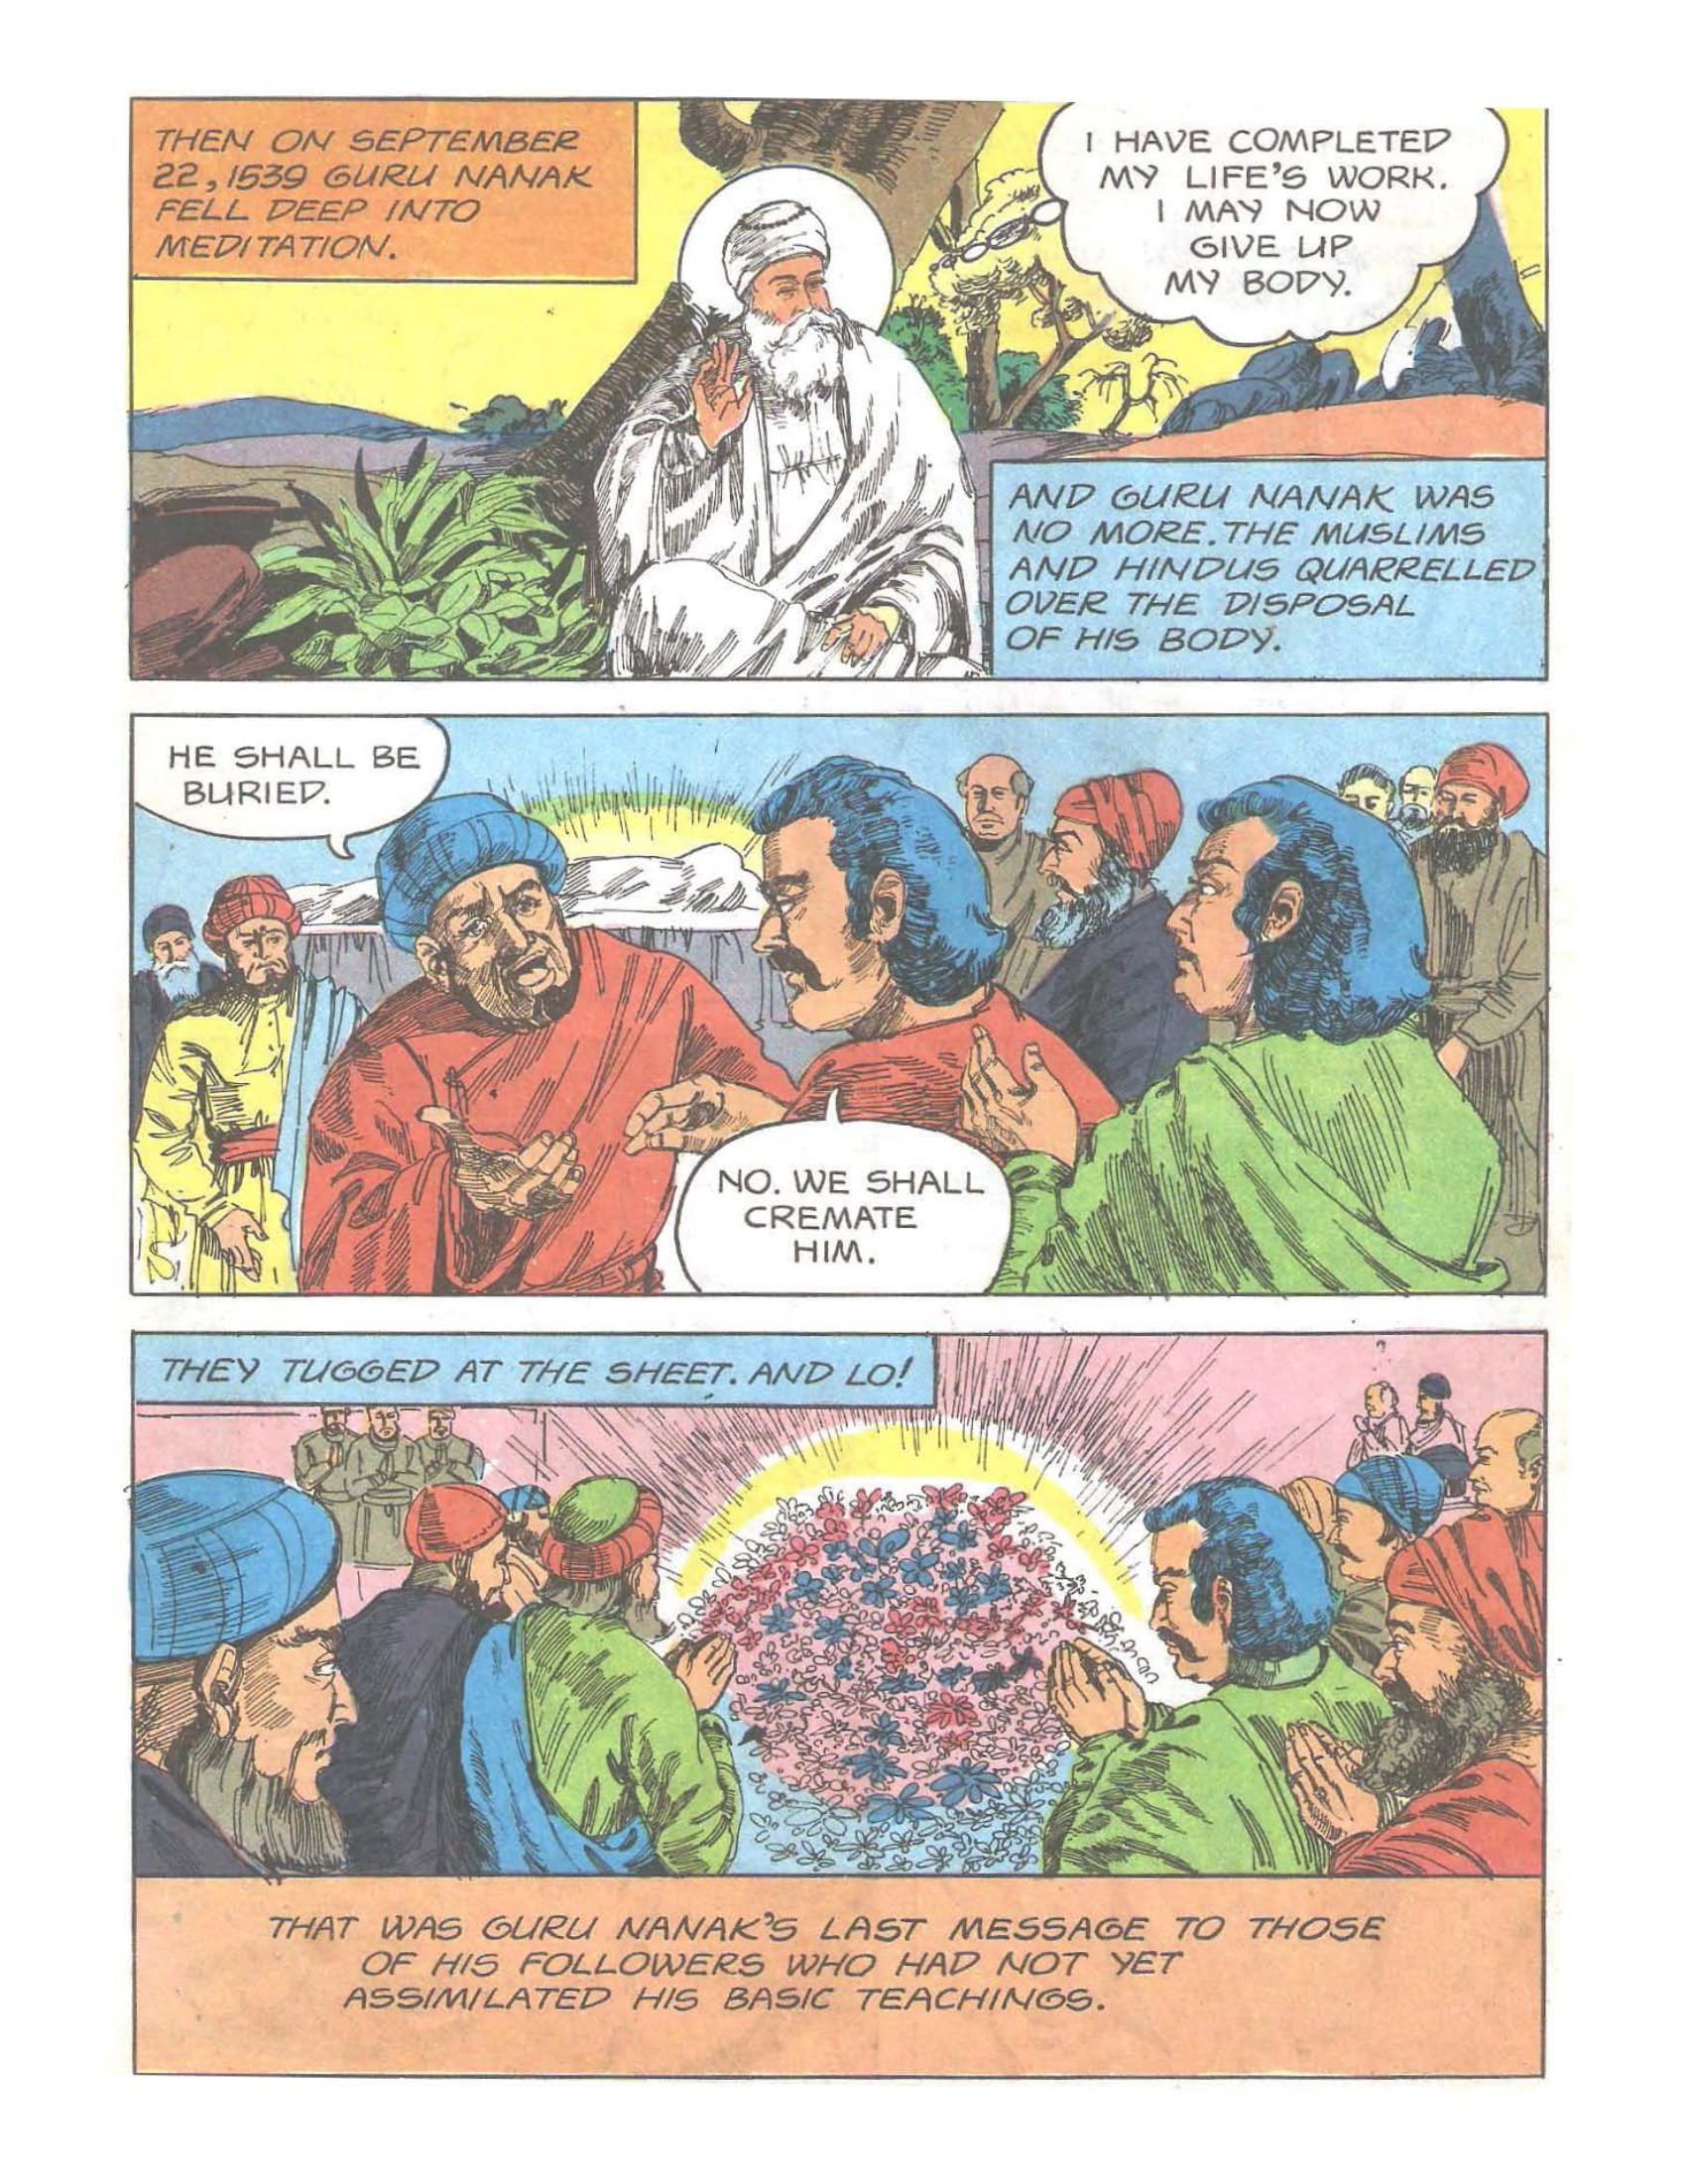 THEN ON SEPTEMBER
22, 1539 GURU NANAK
FELL DEEP INTO
MEDITATION.
I HAVE COMPLETED
MY LIFE'S WORK.
I MAY NOW
GIVE UP
MY BODY.
AND GURU NANAK WAS
NO MORE. THE MUSLIMS
AND HINDUS QUARRELLED
OVER THE DISPOSAL
OF HIS BODY.
HE SHALL BE
BURIED.
NO. WE SHALL
CREMATE
HIM.
THEY TUGGED AT THE SHEET. AND LO!
THAT WAS GURU NANAK'S LAST MESSAGE TO THOSE
OF HIS FOLLOWERS WHO HAD NOT YET
ASSIMILATED HIS BASIC TEACHINGS.